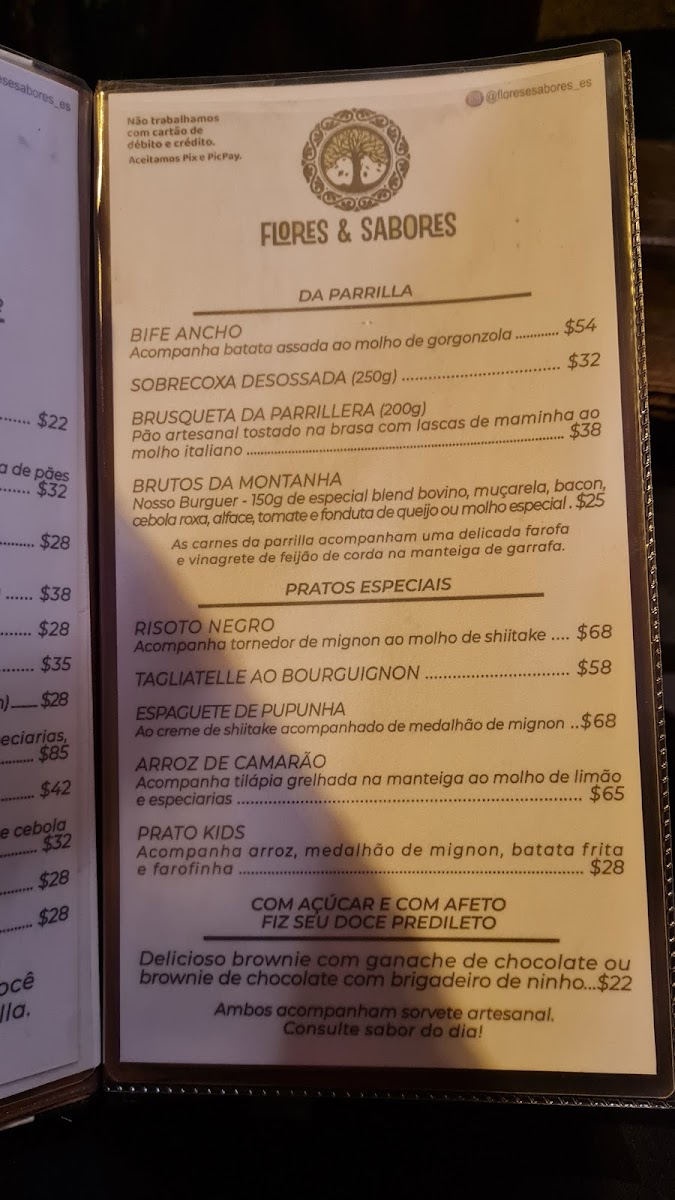 esesabores_es
$22
a de pães
$32
$28
$38
$28
$35
$28
eciarias,
$85
$42
e cebola
$32
$28
$28
ocê
lla.
Não trabalhamos
com cartão de
débito e crédito.
Aceitamos Pix e PicPay.
@floresesabores_es
FLORES & SABORES
DA PARRILLA
BIFE ANCHO
Acompanha batata assada ao molho de gorgonzola ........... $54
SOBRECOXA DESOSSADA (250g) ................................ $32
BRUSQUETA DA PARRILLERA (200g)
Pão artesanal tostado na brasa com lascas de maminha ao
molho italiano ................................................................ $38
BRUTOS DA MONTANHA
Nosso Burguer - 150g de especial blend bovino, muçarela, bacon,
cebola roxa, alface, tomate e fonduta de queijo ou molho especial . $25
As carnes da parrilla acompanham uma delicada farofa
e vinagrete de feijão de corda na manteiga de garrafa.
PRATOS ESPECIAIS
RISOTO NEGRO
Acompanha tornedor de mignon ao molho de shiitake .... $68
TAGLIATELLE AO BOURGUIGNON ............................. $58
ESPAGUETE DE PUPUNHA
Ao creme de shiitake acompanhado de medalhão de mignon ..$68
ARROZ DE CAMARÃO
Acompanha tilápia grelhada na manteiga ao molho de limão
e especiarias ................................................................ $65
PRATO KIDS
Acompanha arroz, medalhão de mignon, batata frita
e farofinha ................................................................ $28
COM AÇÚCAR E COM AFETO
FIZ SEU DOCE PREDILETO
Delicioso brownie com ganache de chocolate ou
brownie de chocolate com brigadeiro de ninho...$22
Ambos acompanham sorvete artesanal.
Consulte sabor do dia!